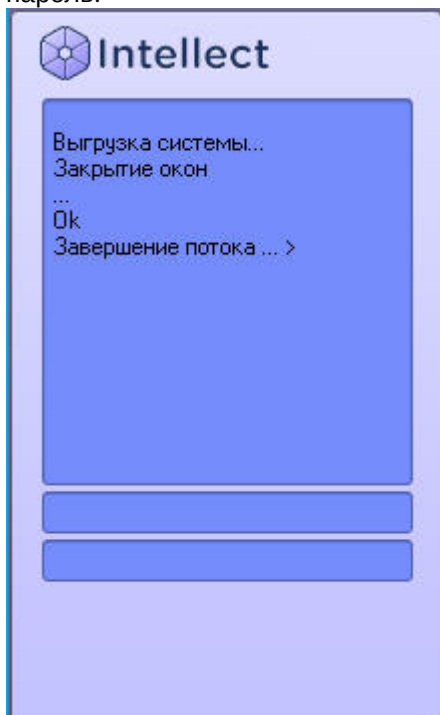 пароль.
Intellect
Выгрузка системы...
Закрытие окон
...
Ok
Завершение потока ... >